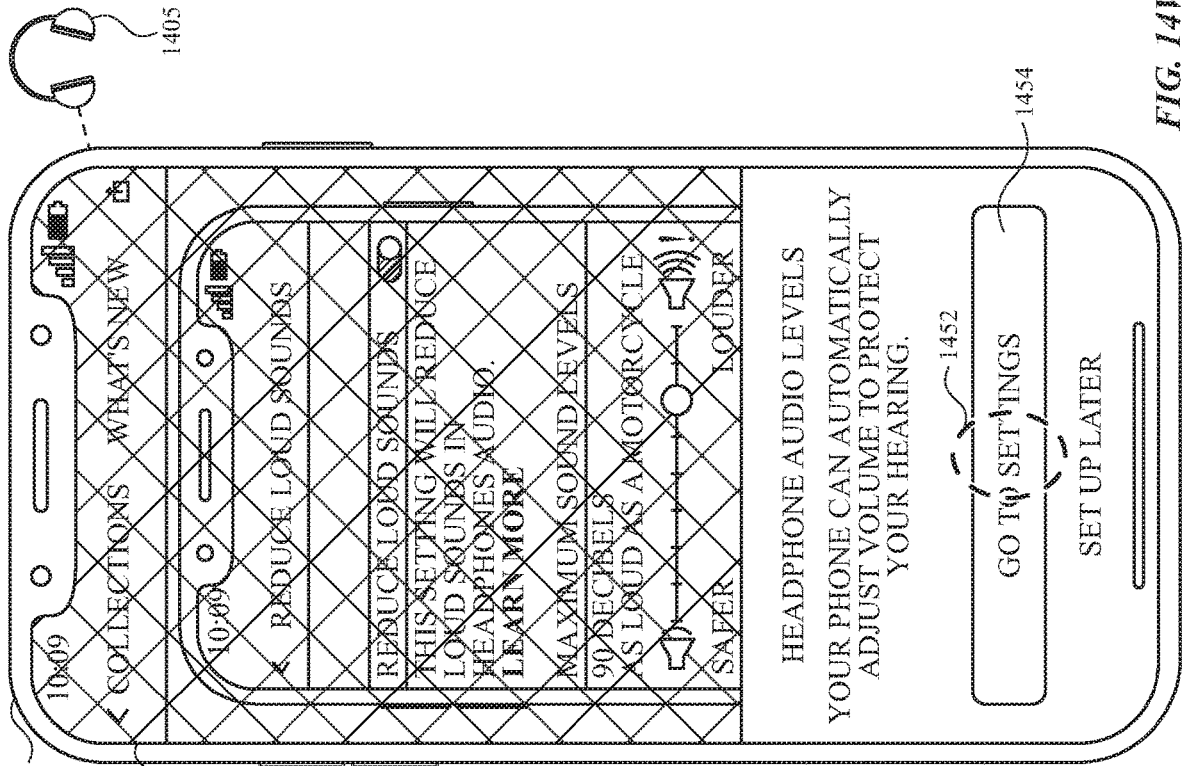 1405
10:09
COLLECTIONS WHAT'S NEW
10:09
REDUCE LOUD SOUNDS
REDUCE LOUD SOUNDS
THIS SETTING WILL REDUCE
LOUD SOUNDS IN
HEADPHONES AUDIO.
LEARN MORE
MAXIMUM SOUND LEVELS
90 DECIBELS
AS LOUD AS A MOTORCYCLE
SAFER LOUDER
HEADPHONE AUDIO LEVELS
YOUR PHONE CAN AUTOMATICALLY
ADJUST VOLUME TO PROTECT
YOUR HEARING.
1452
GO TO SETTINGS
1454
SET UP LATER